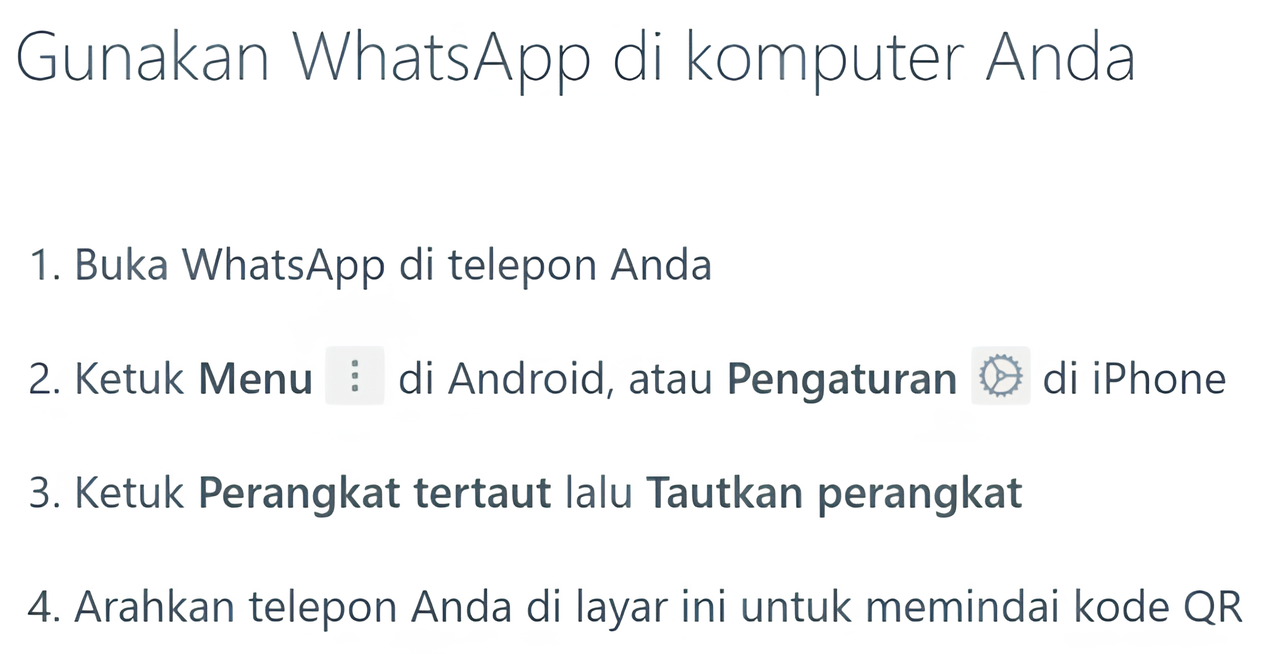 Gunakan WhatsApp di komputer Anda
1. Buka WhatsApp di telepon Anda
2. Ketuk Menu di Android, atau Pengaturan di iPhone
3. Ketuk Perangkat tertaut lalu Tautkan perangkat
4. Arahkan telepon Anda di layar ini untuk memindai kode QR